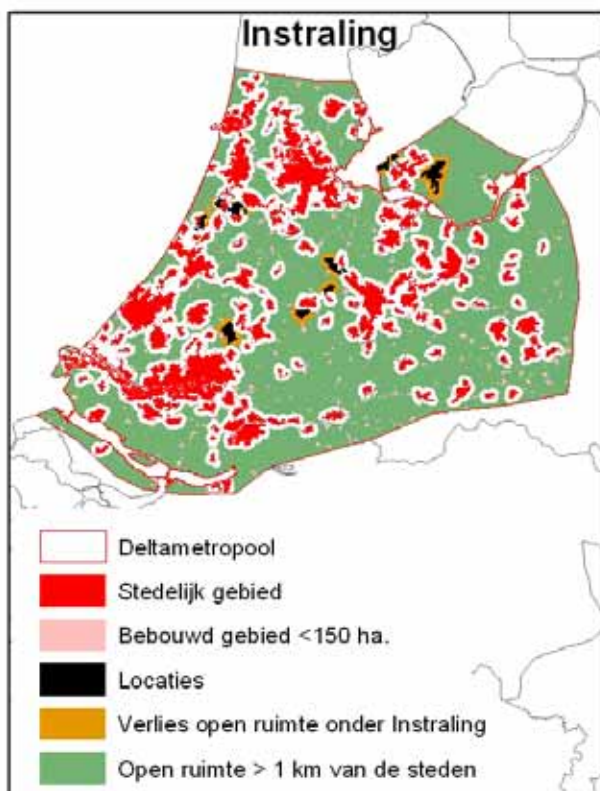 Instraling
Deltametropool
Stedelijk gebied
Bebouwd gebied <150 ha.
Locaties
Verlies open ruimte onder Instraling
Open ruimte > 1 km van de steden